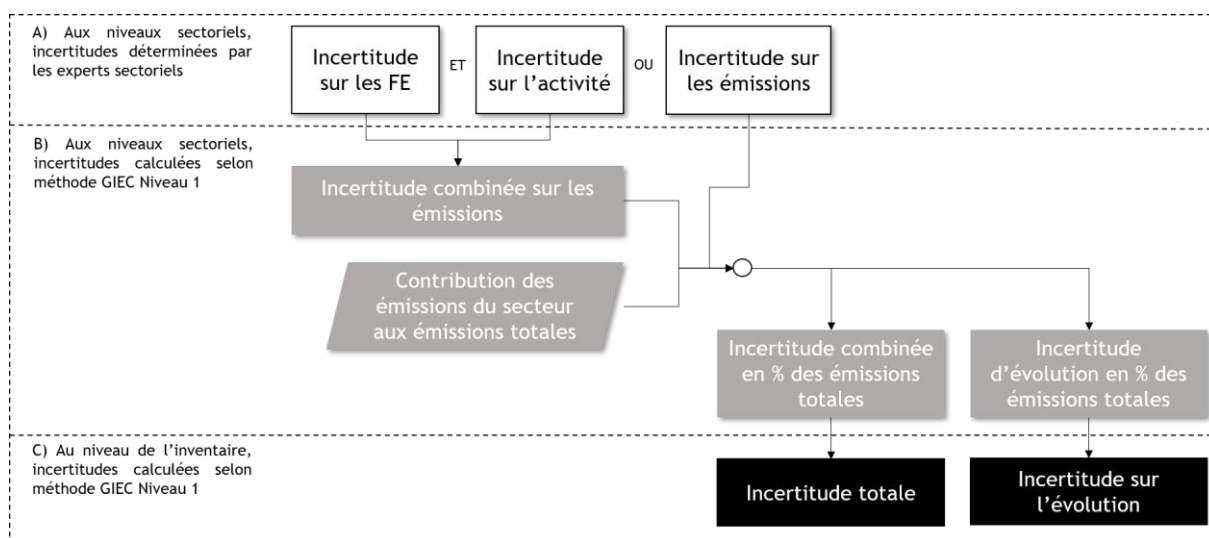 A) Aux niveaux sectoriels,
incertitudes déterminées par
les experts sectoriels
Incertitude
sur les FE
ET
Incertitude
sur l'activité
OU
Incertitude sur
les émissions
B) Aux niveaux sectoriels,
incertitudes calculées selon
méthode GIEC Niveau 1
Incertitude combinée sur les
émissions
Contribution des
émissions du secteur
aux émissions totales
Incertitude combinée
en % des émissions
totales
Incertitude
d'évolution en % des
émissions totales
C) Au niveau de l'inventaire,
incertitudes calculées selon
méthode GIEC Niveau 1
Incertitude totale
Incertitude sur
l'évolution